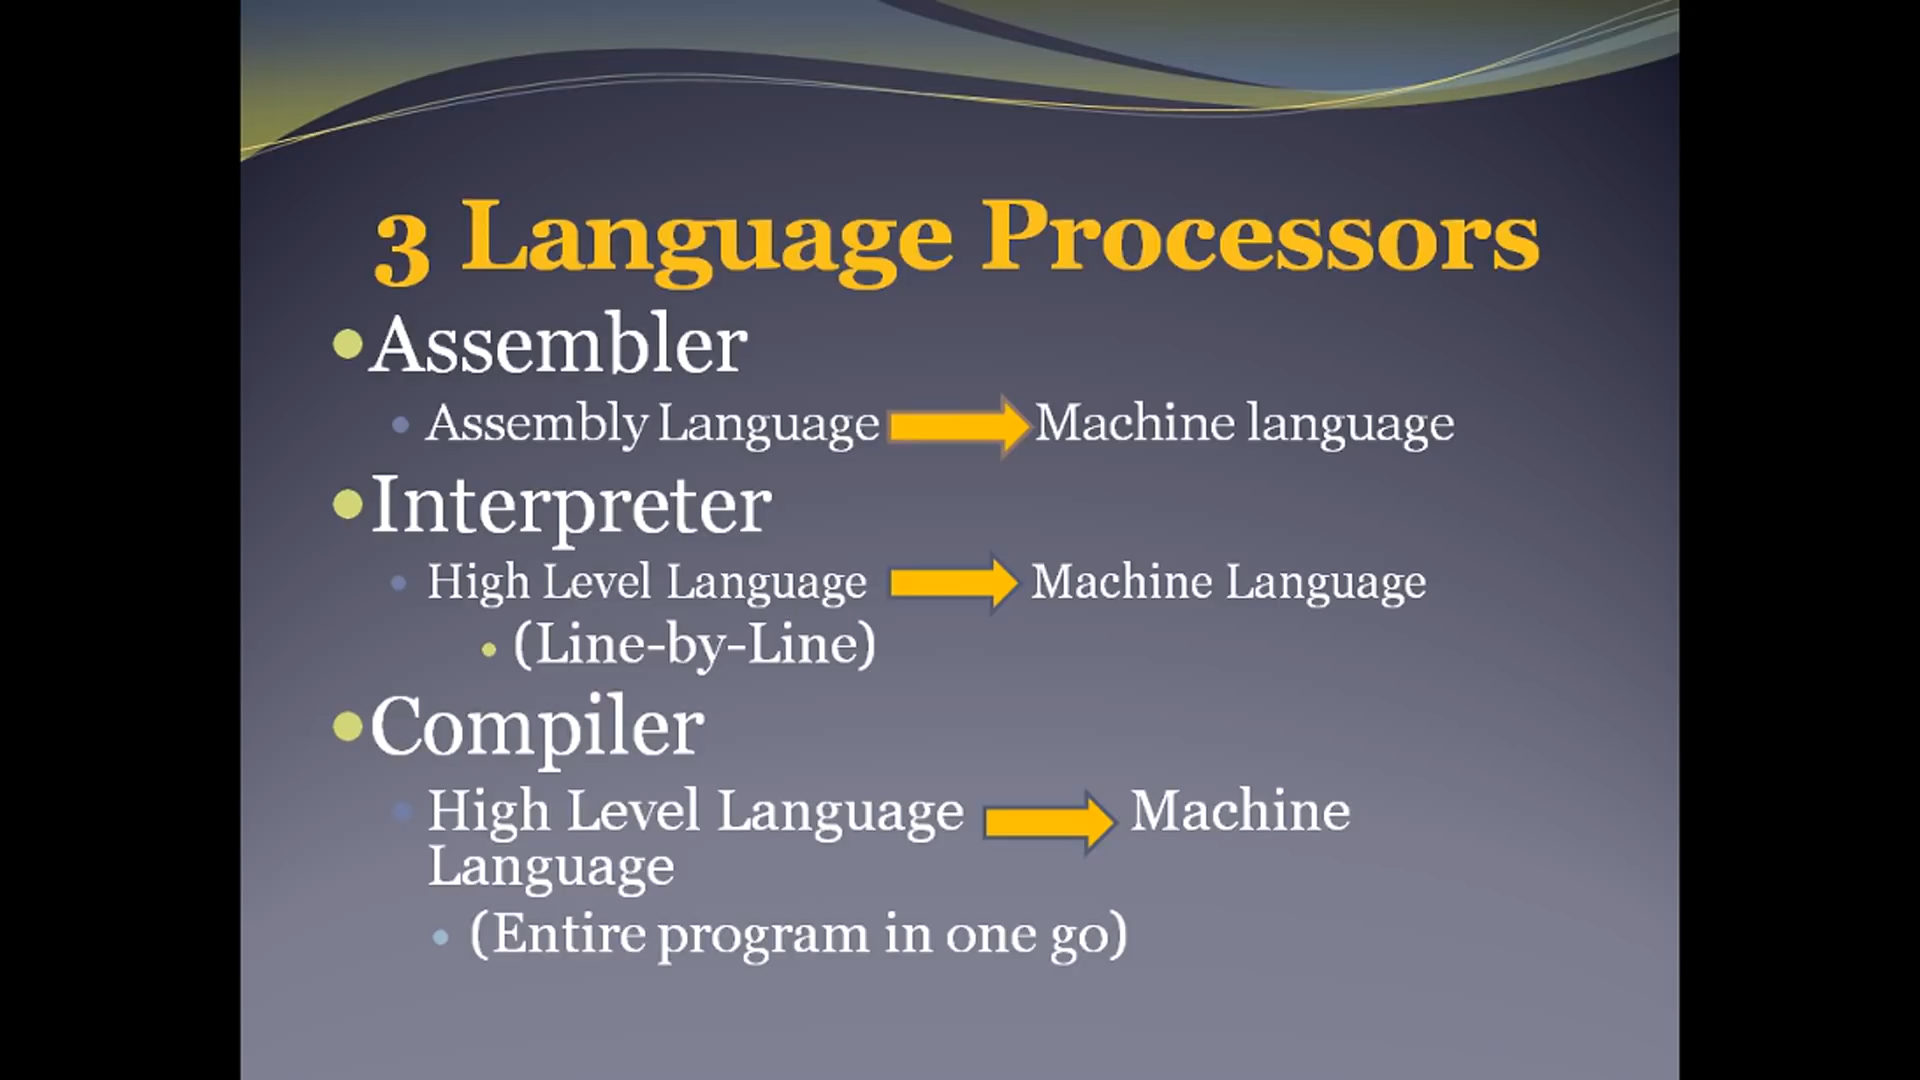 3 Language Processors
Assembler
Assembly Language Machine language
Interpreter
High Level Language Machine Language
(Line-by-Line)
Compiler
High Level Language Machine
Language
(Entire program in one go)